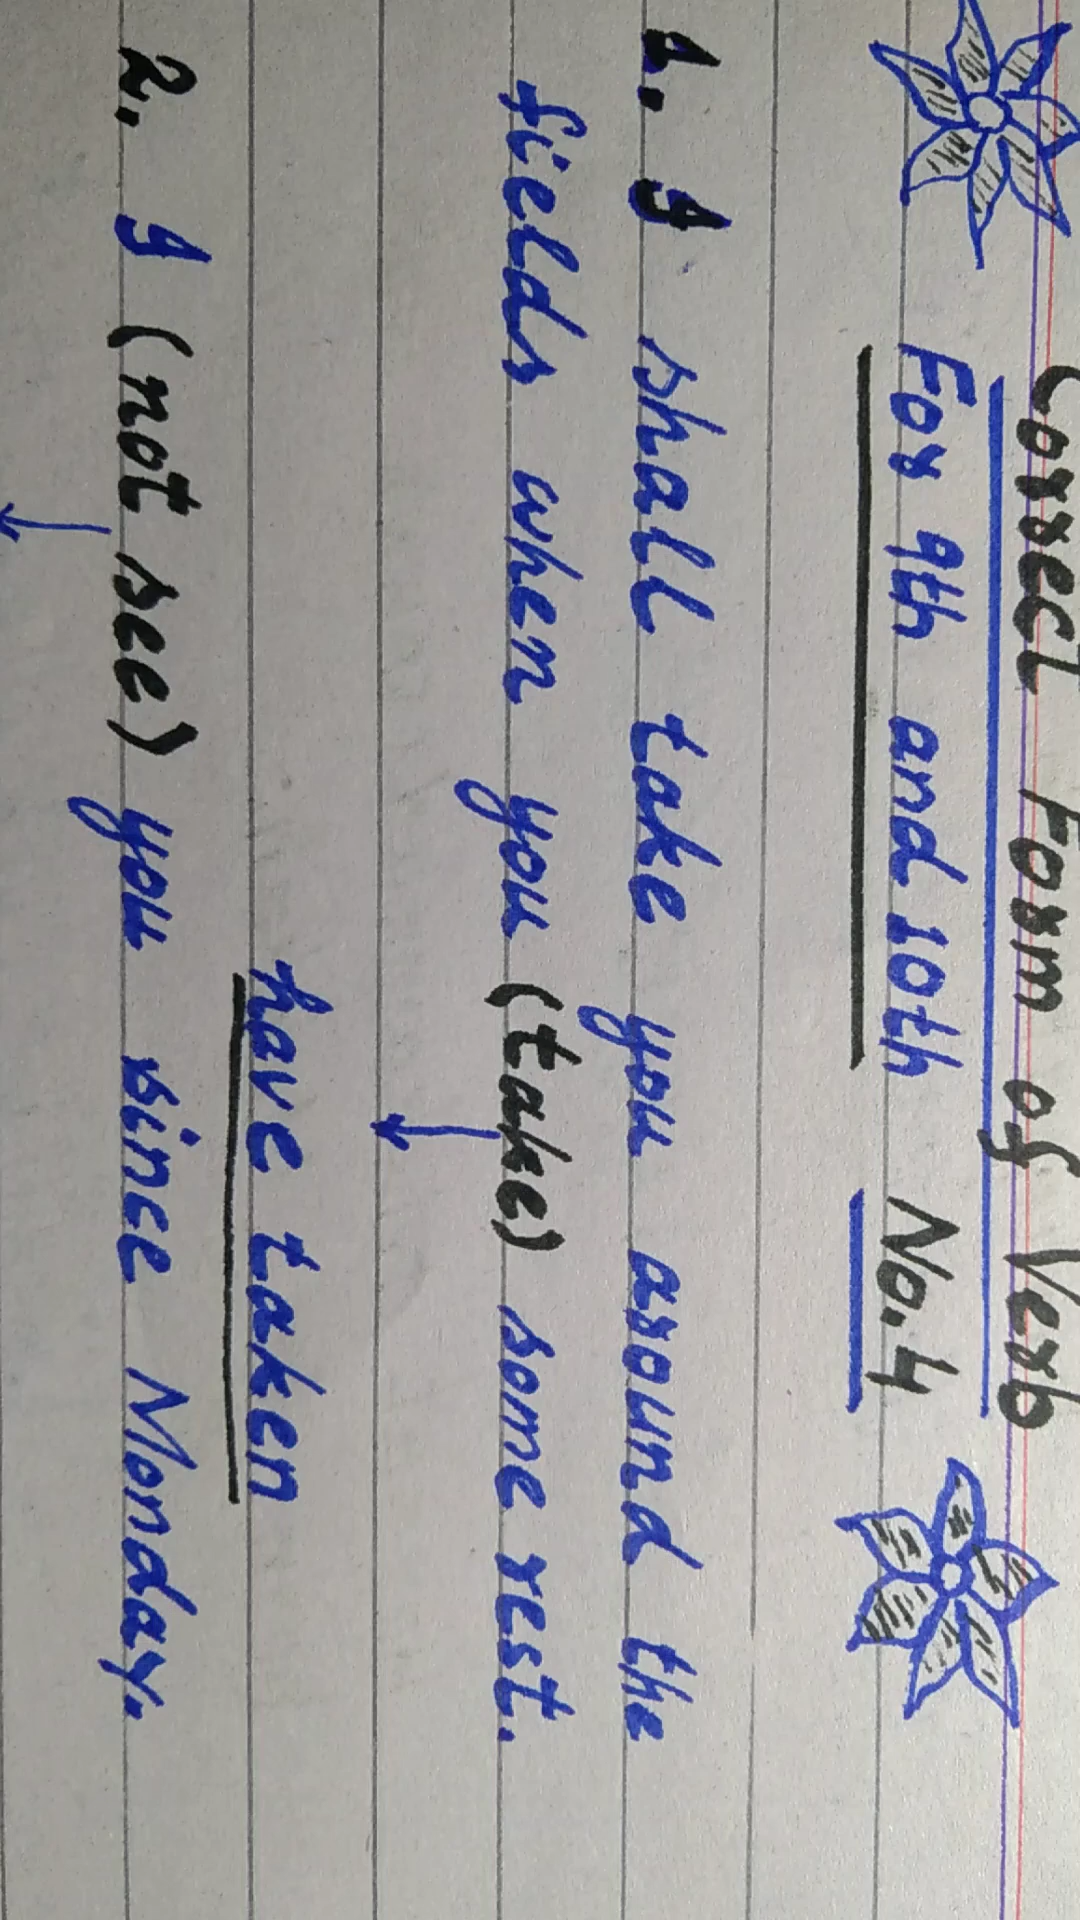 Correct Form of Verb
For 9th and 10th No.4
1. I shall take you around the
fields when you (take) some rest.
have taken
2. I (not see) you since Monday.